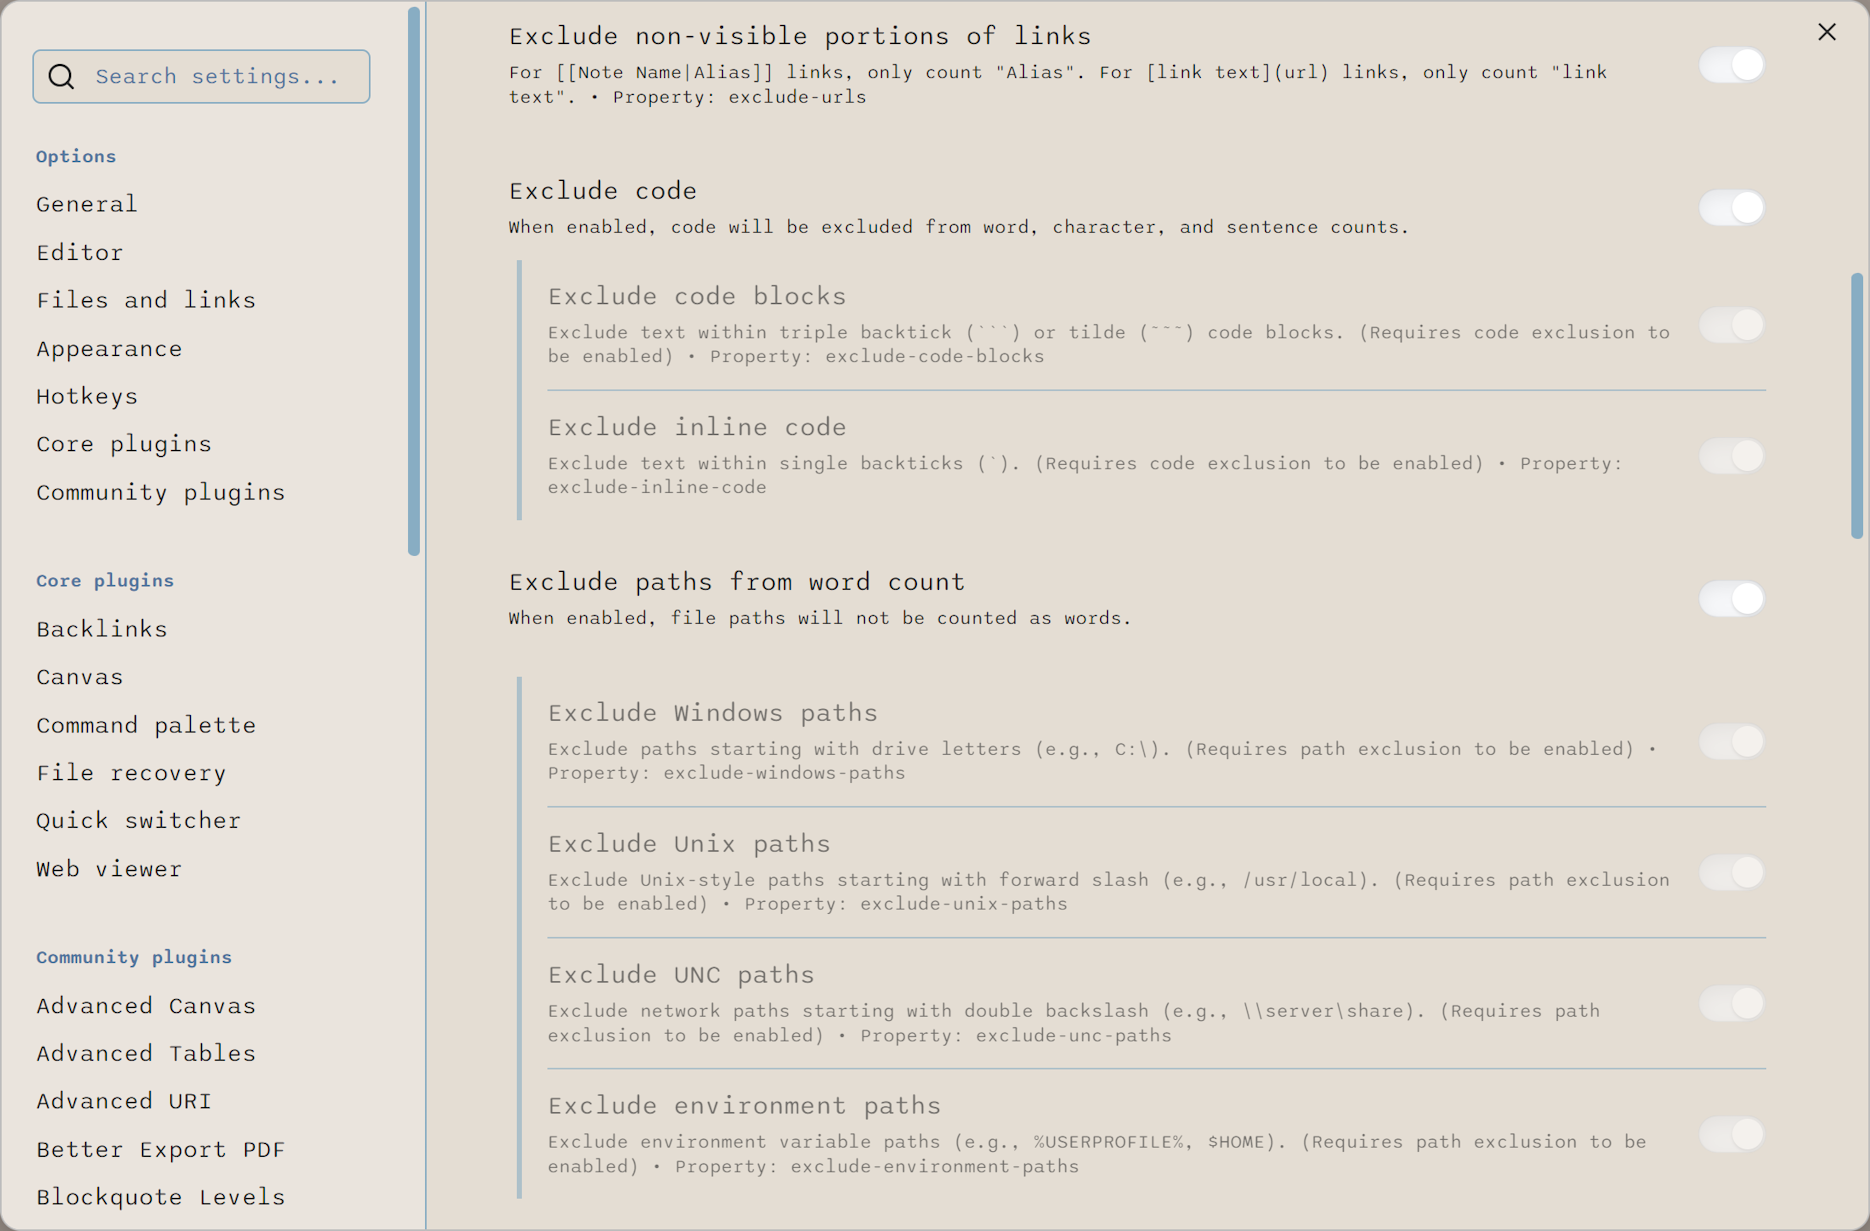 Search settings...
Options
General
Editor
Files and links
Appearance
Hotkeys
Core plugins
Community plugins
Core plugins
Backlinks
Canvas
Command palette
File recovery
Quick switcher
Web viewer
Community plugins
Advanced Canvas
Advanced Tables
Advanced URI
Better Export PDF
Blockquote Levels
Exclude non-visible portions of links
For [[Note Name|Alias]] links, only count "Alias". For [link text](url) links, only count "link
text". • Property: exclude-urls
Exclude code
When enabled, code will be excluded from word, character, and sentence counts.
Exclude code blocks
Exclude text within triple backtick (```) or tilde (~~~) code blocks. (Requires code exclusion to
be enabled) • Property: exclude-code-blocks
Exclude inline code
Exclude text within single backticks (`). (Requires code exclusion to be enabled) • Property:
exclude-inline-code
Exclude paths from word count
When enabled, file paths will not be counted as words.
Exclude Windows paths
Exclude paths starting with drive letters (e.g., C:\). (Requires path exclusion to be enabled) •
Property: exclude-windows-paths
Exclude Unix paths
Exclude Unix-style paths starting with forward slash (e.g., /usr/local). (Requires path exclusion
to be enabled) • Property: exclude-unix-paths
Exclude UNC paths
Exclude network paths starting with double backslash (e.g., \\server\share). (Requires path
exclusion to be enabled) • Property: exclude-unc-paths
Exclude environment paths
Exclude environment variable paths (e.g., %USERPROFILE%, $HOME). (Requires path exclusion to be
enabled) • Property: exclude-environment-paths